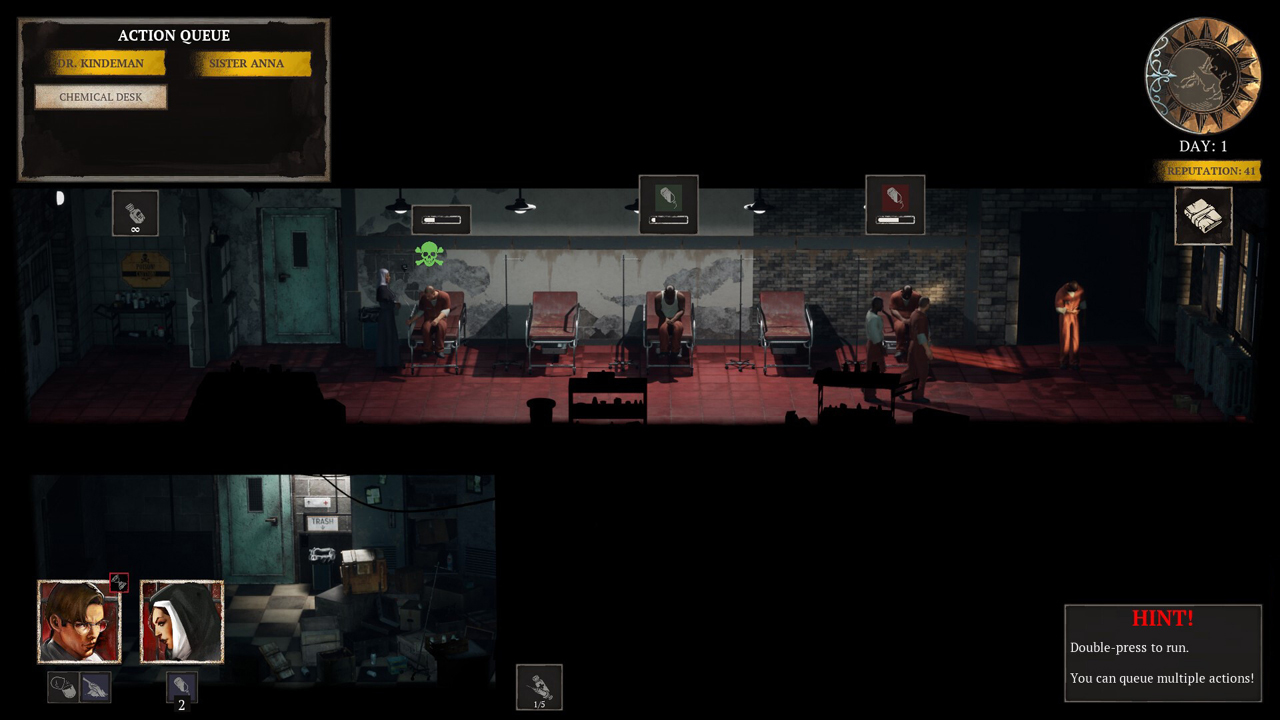 ACTION QUEUE
DR. KINDEMAN
SISTER ANNA
CHEMICAL DESK
DAY: 1
REPUTATION: 41
∞
TRASH
2
1/5
HINT!
Double-press to run.
You can queue multiple actions!